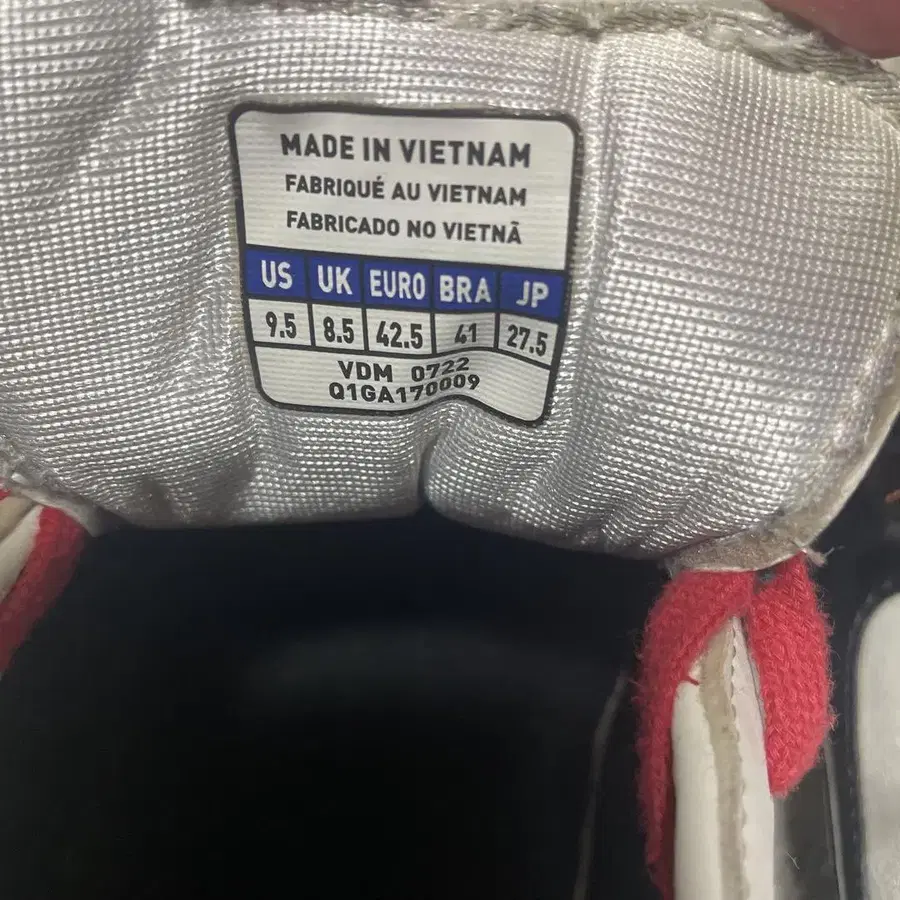 MADE IN VIETNAM
FABRIQUÉ AU VIETNAM
FABRICADO NO VIETNÃ
US UK EURO BRA JP
9.5 8.5 42.5 41 27.5
VDM 0722
Q1GA170009